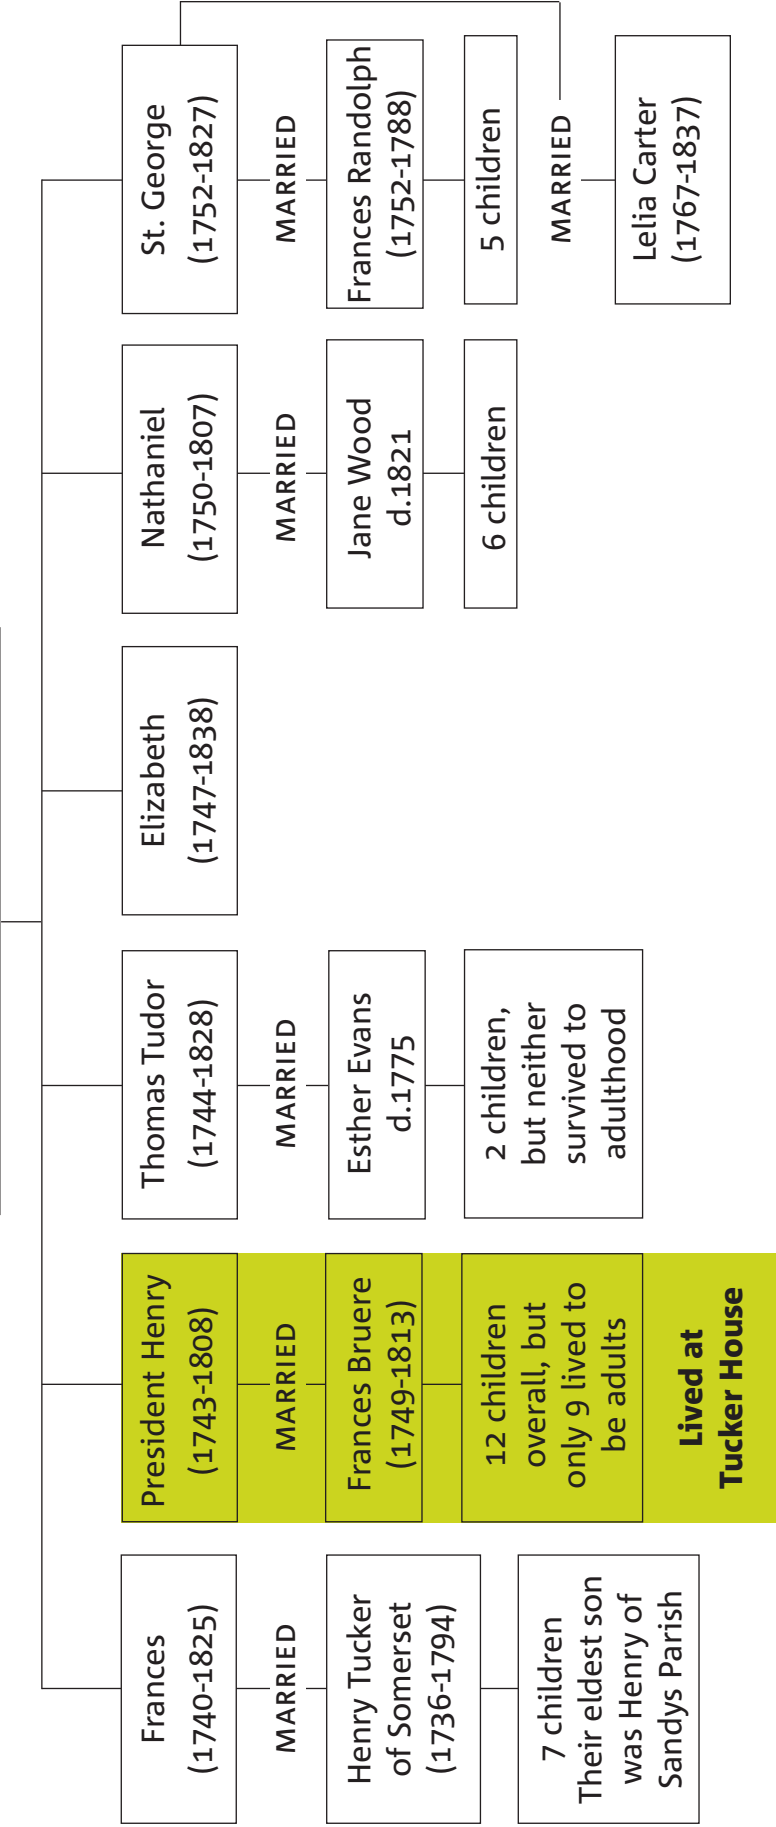 Frances
(1740-1825)
MARRIED
Henry Tucker
of Somerset
(1736-1794)
7 children
Their eldest son
was Henry of
Sandys Parish
President Henry
(1743-1808)
MARRIED
Frances Bruere
(1749-1813)
12 children
overall, but
only 9 lived to
be adults
Lived at
Tucker House
Thomas Tudor
(1744-1828)
MARRIED
Esther Evans
d.1775
2 children,
but neither
survived to
adulthood
Elizabeth
(1747-1838)
Nathaniel
(1750-1807)
MARRIED
Jane Wood
d.1821
6 children
St. George
(1752-1827)
MARRIED
Frances Randolph
(1752-1788)
5 children
MARRIED
Lelia Carter
(1767-1837)